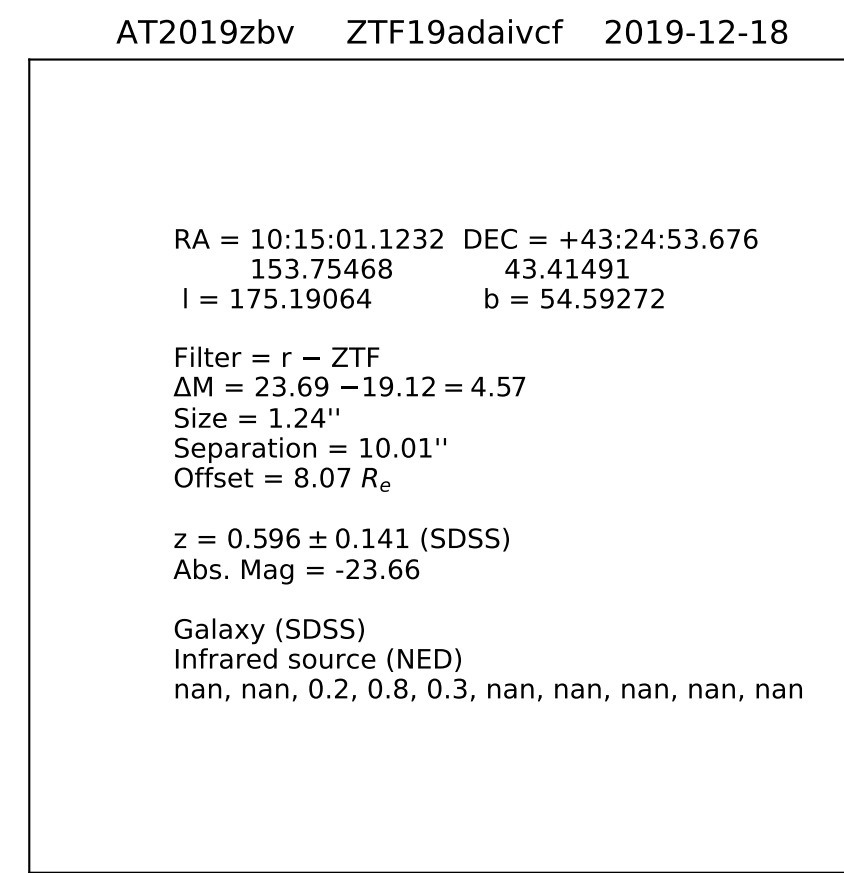 AT2019zbv ZTF19adaivcf 2019-12-18
RA = 10:15:01.1232 DEC = +43:24:53.676
153.75468 43.41491
l = 175.19064 b = 54.59272
Filter = r − ZTF
ΔM = 23.69 −19.12 = 4.57
Size = 1.24''
Separation = 10.01''
Offset = 8.07 Rₑ
z = 0.596 ± 0.141 (SDSS)
Abs. Mag = -23.66
Galaxy (SDSS)
Infrared source (NED)
nan, nan, 0.2, 0.8, 0.3, nan, nan, nan, nan, nan